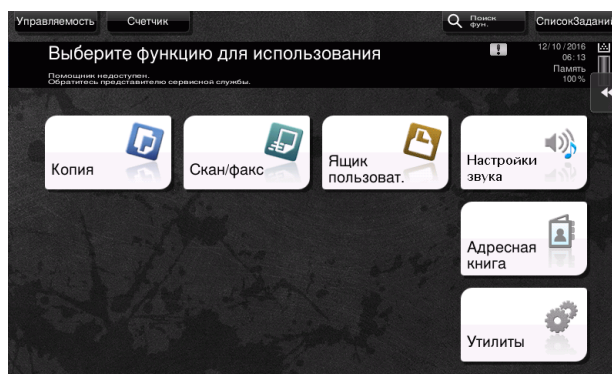 Управляемость
Счетчик
Поиск
фун.
СписокЗадани
Выберите функцию для использования
12/10/2016
06:13
Память
100%
Помощник недоступен.
Обратитесь представителю сервисной службы.
Копия
Скан/факс
Ящик
пользоват.
Настройки
звука
Адресная
книга
Утилиты